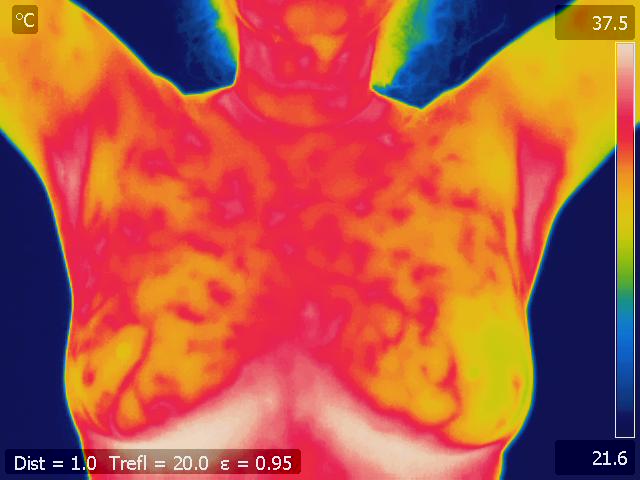 °C
37.5
21.6
Dist = 1.0 Trefl = 20.0 ε = 0.95